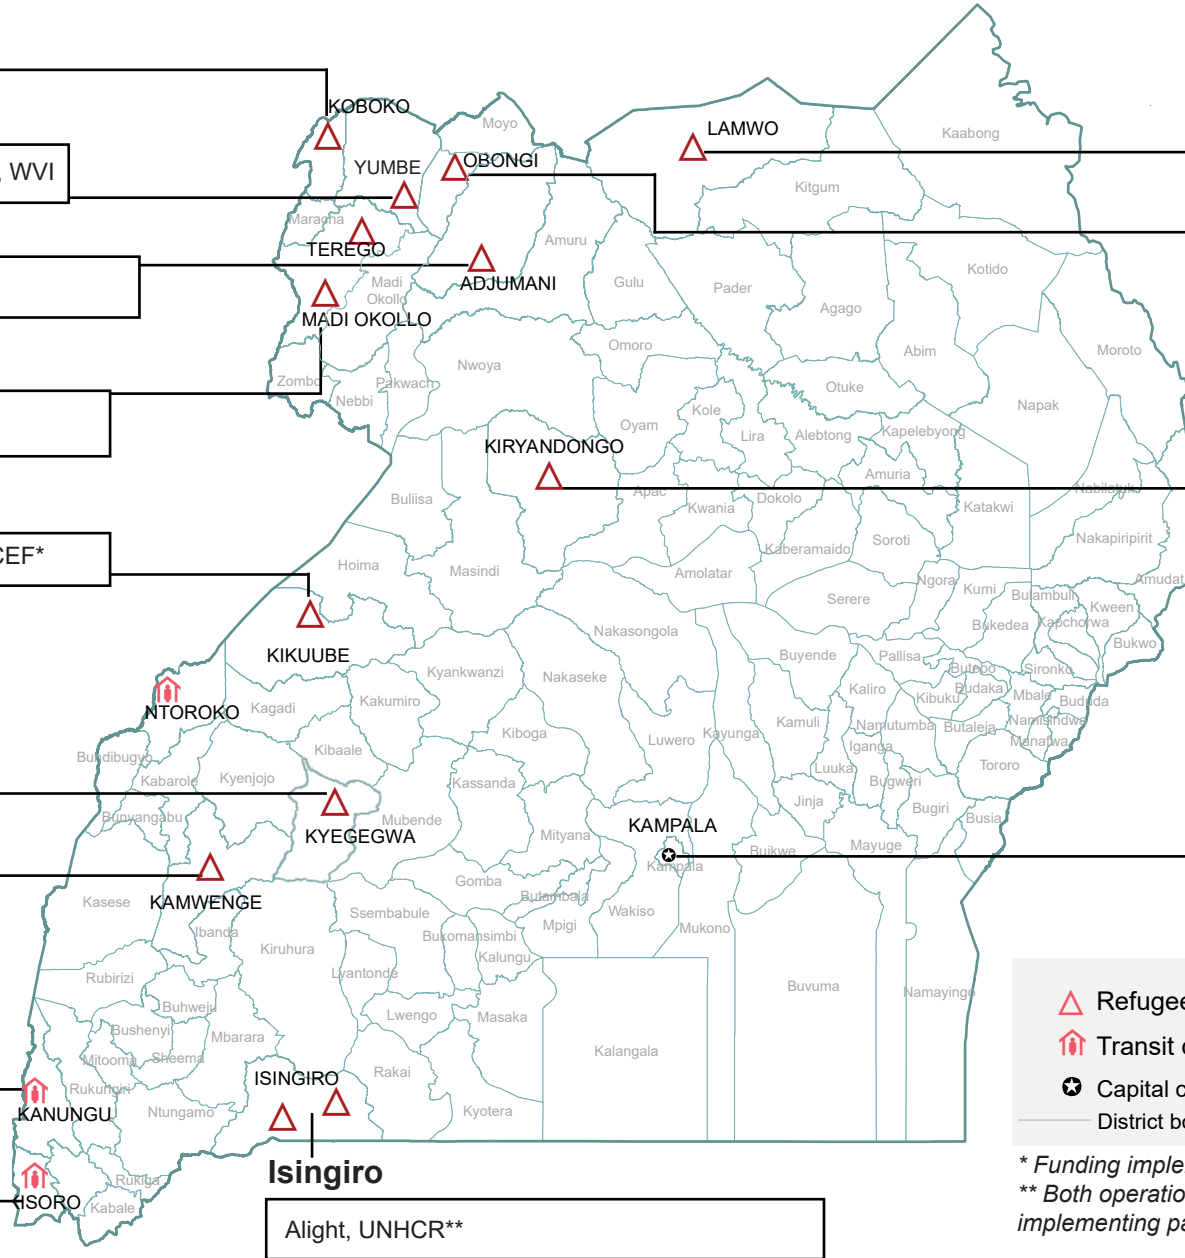 KOBOKO
Moyo
LAMWO
Kaabong
, WVI
YUMBE
OBONGI
Kitgum
Maracha
TEREGO
Amuru
Kotido
ADJUMANI
Gulu
Pader
Madi
Okollo
Agago
MADI OKOLLO
Omoro
Abim
Moroto
Nwoya
Zombo
Pakwach
Otuke
Nebbi
Napak
Kole
Oyam
Lira
Alebtong
Kapelebyong
KIRYANDONGO
Amuria
Buliisa
Apac
Dokolo
Nabilatuk
Kwania
Katakwi
Nakapiripirit
CEF*
Kaberamaido
Soroti
Hoima
Masindi
Amolatar
Ngora
Kumi
Amudat
Serere
Bulambuli
Kween
Bukedea
Kapchorwa
Nakasongola
Bukwo
KIKUUBE
Buyende
Pallisa
Kyankwanzi
Nakaseke
Butebo
Sironko
NTOROKO
Kagadi
Kakumiro
Kaliro
Kibuku
Budaka
Mbale
Bududa
Kamuli
Namutumba
Butaleja
Namisindwa
Kiboga
Luwero
Kayunga
Iganga
Manafwa
Bundibugyo
Kibaale
Kabarole
Kyenjojo
Kassanda
Luuka
Bugweri
Tororo
Jinja
Bugiri
Bunyangabu
Mubende
Busia
KYEGEGWA
Mityana
KAMPALA
Buikwe
Mayuge
Kampala
Gomba
Butambala
Kasese
KAMWENGE
Ssembabule
Wakiso
Mpigi
Mukono
Ibanda
Kiruhura
Bukomansimbi
Kalungu
Rubirizi
Lyantonde
Buvuma
Namayingo
Buhweju
Lwengo
Masaka
Bushenyi
Mbarara
Mitooma
Sheema
Kalangala
Rakai
ISINGIRO
Rukungiri
KANUNGU
Ntungamo
Kyotera
Rukiga
ISORO
Kabale
Isingiro
Alight, UNHCR**
Refugee
Transit
Capital
District
* Funding
** Both
implementing